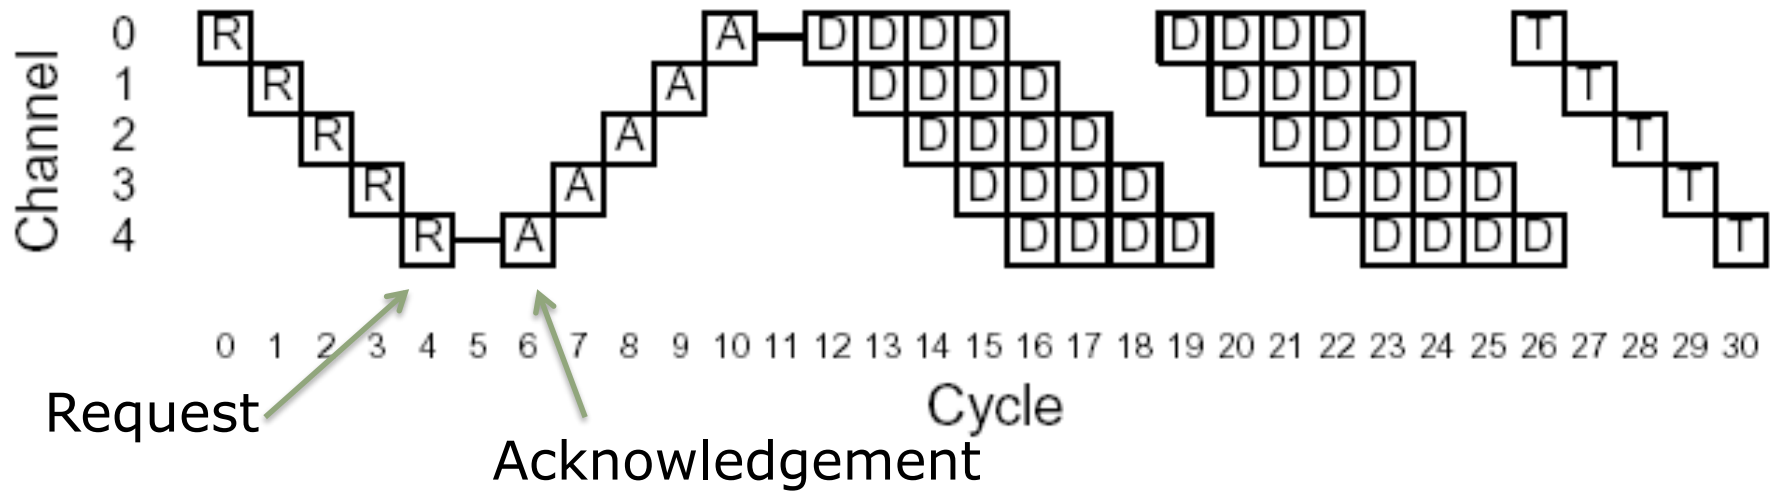 Channel
0 R A D D D D D D D D T
1 R A D D D D D D D D T
2 R A D D D D D D D D T
3 R A D D D D D D D D T
4 R A D D D D D D D D T
0 1 2 3 4 5 6 7 8 9 10 11 12 13 14 15 16 17 18 19 20 21 22 23 24 25 26 27 28 29 30
Cycle
Request
Acknowledgement